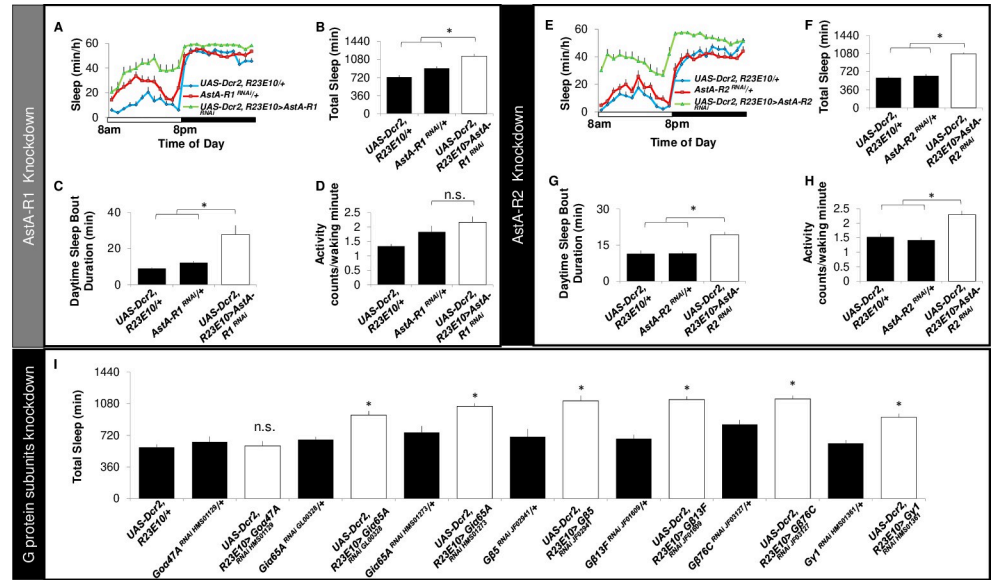 AstA-R1 Knockdown
A
Sleep (min/h)
60
40
20
0
8am
8pm
Time of Day
UAS-Dcr2, R23E10/+
AstA-R1 RNAi/+
UAS-Dcr2, R23E10>AstA-R1
RNAi
B
Total Sleep (min)
1440
1080
720
360
0
*
UAS-Dcr2,
R23E10/+
AstA-R1 RNAi/+
UAS-Dcr2,
R23E10>AstA-
R1 RNAi
C
Daytime Sleep Bout
Duration (min)
40
20
0
*
UAS-Dcr2,
R23E10/+
AstA-R1 RNAi/+
UAS-Dcr2,
R23E10>AstA-
R1 RNAi
D
Activity
counts/waking minute
2.5
2
1.5
1
0.5
0
n.s.
UAS-Dcr2,
R23E10/+
AstA-R1 RNAi/+
UAS-Dcr2,
R23E10>AstA-
R1 RNAi
AstA-R2 Knockdown
E
Sleep (min/h)
60
40
20
0
8am
8pm
Time of Day
UAS-Dcr2, R23E10/+
AstA-R2 RNAi/+
UAS-Dcr2, R23E10>AstA-R2
RNAi
F
Total Sleep (min)
1440
1080
720
360
0
*
UAS-Dcr2,
R23E10/+
AstA-R2 RNAi/+
UAS-Dcr2,
R23E10>AstA-
R2 RNAi
G
Daytime Sleep Bout
Duration (min)
30
15
0
*
UAS-Dcr2,
R23E10/+
AstA-R2 RNAi/+
UAS-Dcr2,
R23E10>AstA-
R2 RNAi
H
Activity
counts/waking minute
2.5
2
1.5
1
0.5
0
*
UAS-Dcr2,
R23E10/+
AstA-R2 RNAi/+
UAS-Dcr2,
R23E10>AstA-
R2 RNAi
G protein subunits knockdown
I
Total Sleep (min)
1440
1080
720
360
0
n.s.
*
*
*
*
*
*
UAS-Dcr2,
R23E10/+
Goα47A RNAi HMS01129/+
UAS-Dcr2,
R23E10> Goα47A
RNAi HMS01129
Giα65A RNAi GL00328/+
UAS-Dcr2,
R23E10> Giα65A
RNAi GL00328
Giα65A RNAi HMS01273/+
UAS-Dcr2,
R23E10> Giα65A
RNAi HMS01273
Gβ5 RNAi JF02941/+
UAS-Dcr2,
R23E10> Gβ5
RNAi JF02941
Gβ13F RNAi JF01609/+
UAS-Dcr2,
R23E10> Gβ13F
RNAi JF01609
Gβ76C RNAi JF03127/+
UAS-Dcr2,
R23E10> Gβ76C
RNAi JF03127
Gγ1 RNAi HMS01361/+
UAS-Dcr2,
R23E10> Gγ1
RNAi HMS01361